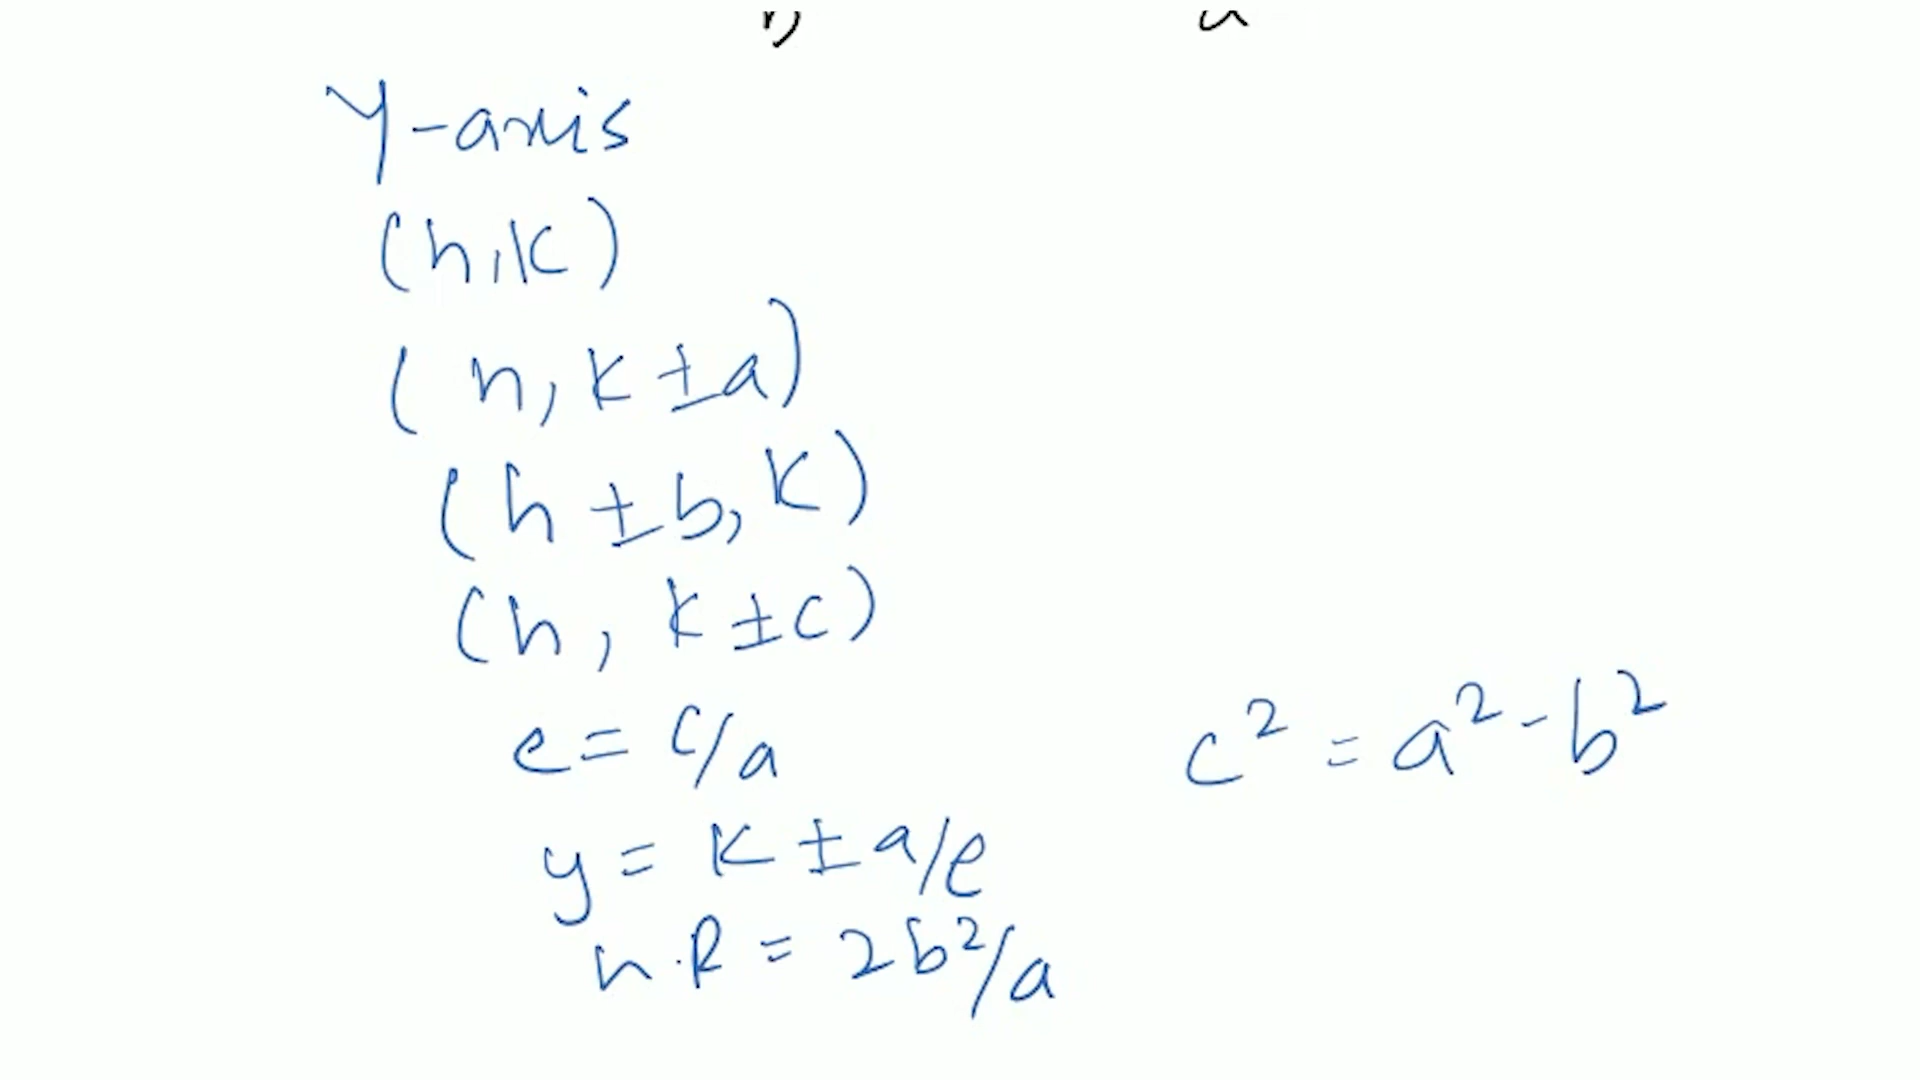 Y-axis
(h,k)
(h, k ± a)
(h ± b, k)
(h, k ± c)
e = c/a
c² = a² - b²
y = k ± a/e
n.R = 2b²/a